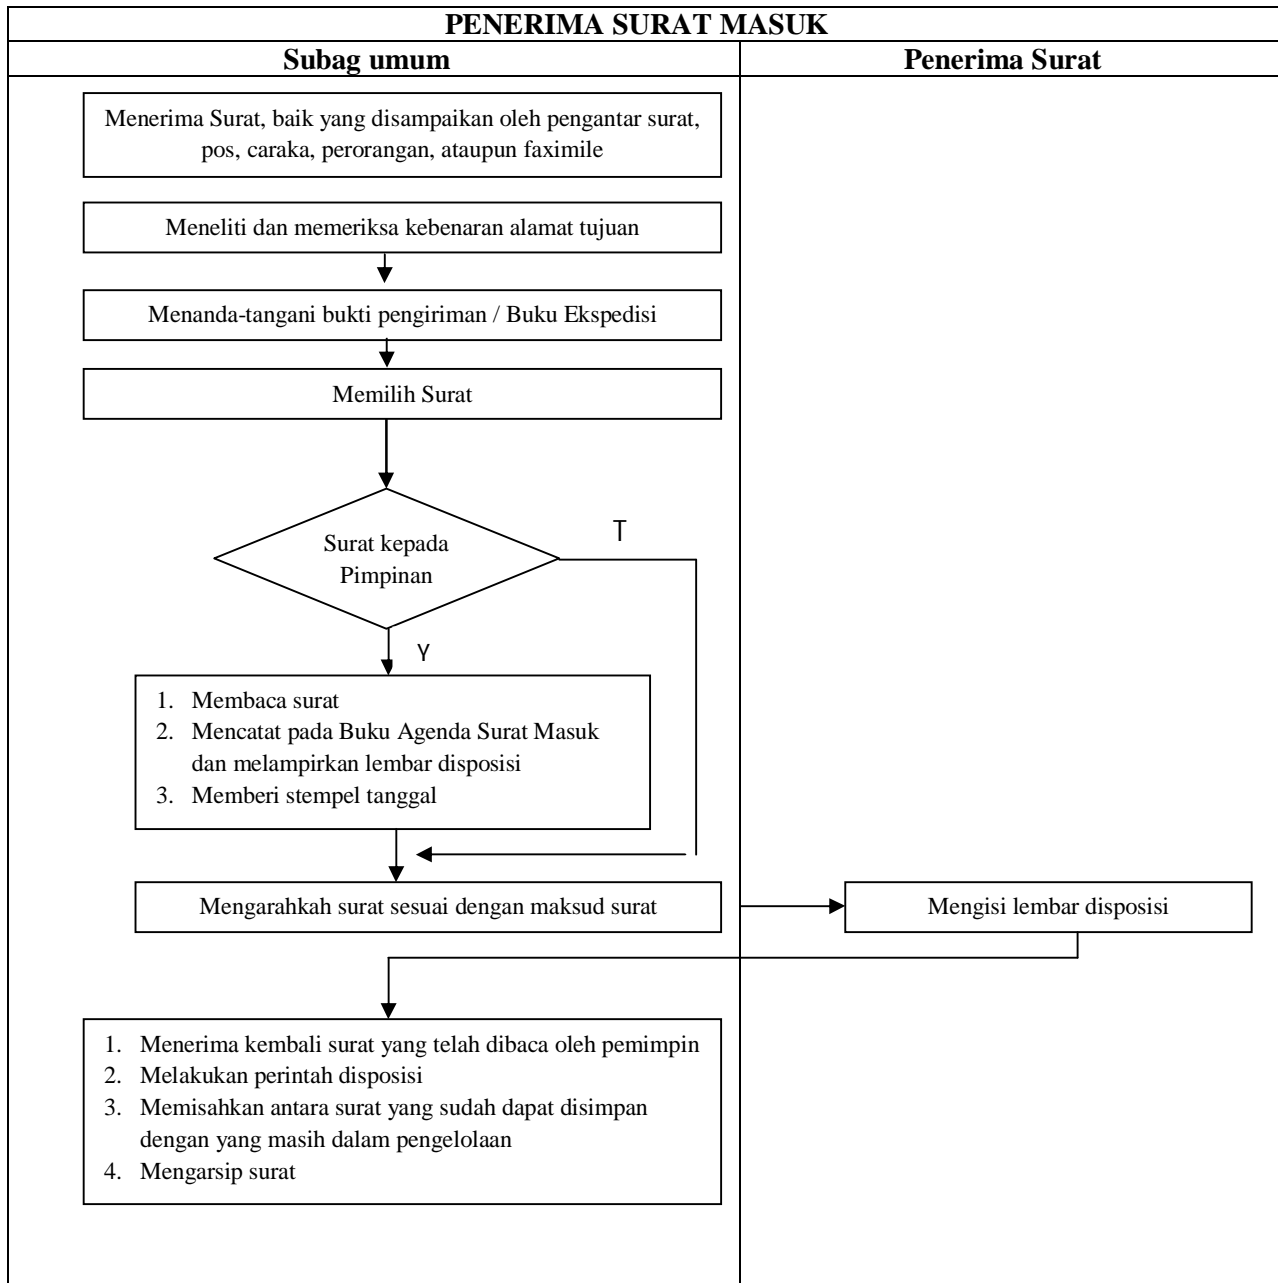 PENERIMA SURAT MASUK
Subag umum
Penerima Surat
Menerima Surat, baik yang disampaikan oleh pengantar surat,
pos, caraka, perorangan, ataupun faximile
Meneliti dan memeriksa kebenaran alamat tujuan
Menanda-tangani bukti pengiriman / Buku Ekspedisi
Memilih Surat
Surat kepada
Pimpinan
T
Y
1. Membaca surat
2. Mencatat pada Buku Agenda Surat Masuk
dan melampirkan lembar disposisi
3. Memberi stempel tanggal
Mengarahkah surat sesuai dengan maksud surat
Mengisi lembar disposisi
1. Menerima kembali surat yang telah dibaca oleh pemimpin
2. Melakukan perintah disposisi
3. Memisahkan antara surat yang sudah dapat disimpan
dengan yang masih dalam pengelolaan
4. Mengarsip surat